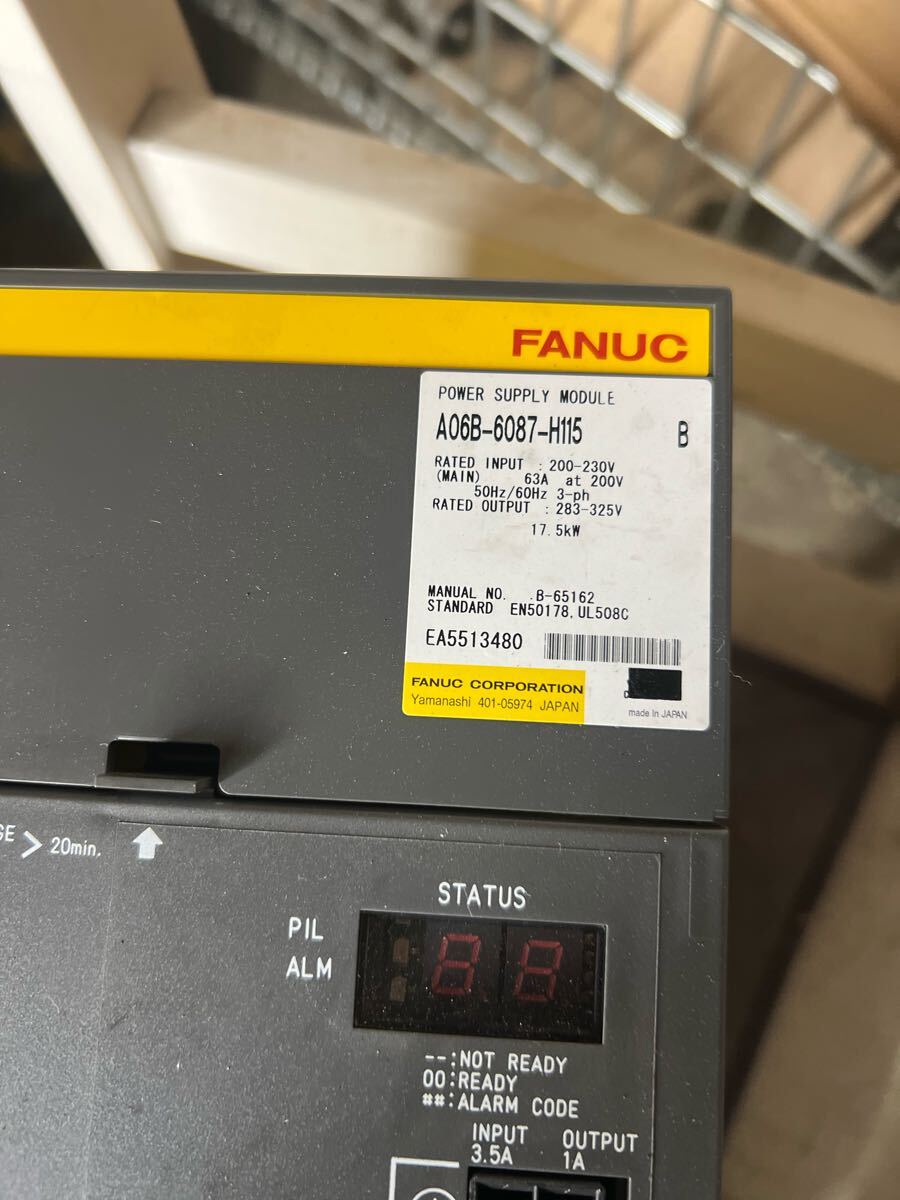 FANUC
POWER SUPPLY MODULE
A06B-6087-H115 B
RATED INPUT : 200-230V
(MAIN) 63A at 200V
50Hz/60Hz 3-ph
RATED OUTPUT : 283-325V
17.5kW
MANUAL NO. .B-65162
STANDARD EN50178,UL508C
EA5513480
FANUC CORPORATION
Yamanashi 401-05974 JAPAN
made in JAPAN
> 20min.
STATUS
PIL
ALM
--:NOT READY
00:READY
##:ALARM CODE
INPUT OUTPUT
3.5A 1A